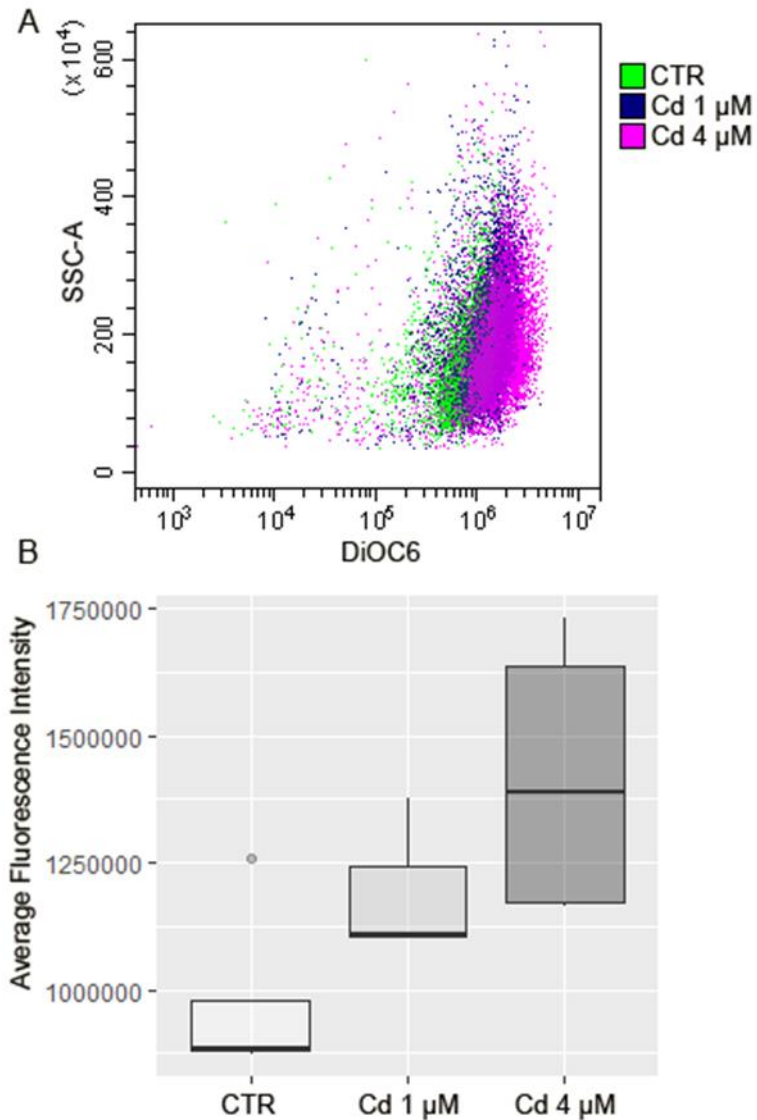 A
(x10⁴)
SSC-A
600
400
200
0
10³ 10⁴ 10⁵ 10⁶ 10⁷
DiOC6
CTR
Cd 1 µM
Cd 4 µM
B
Average Fluorescence Intensity
1750000
1500000
1250000
1000000
CTR Cd 1 µM Cd 4 µM